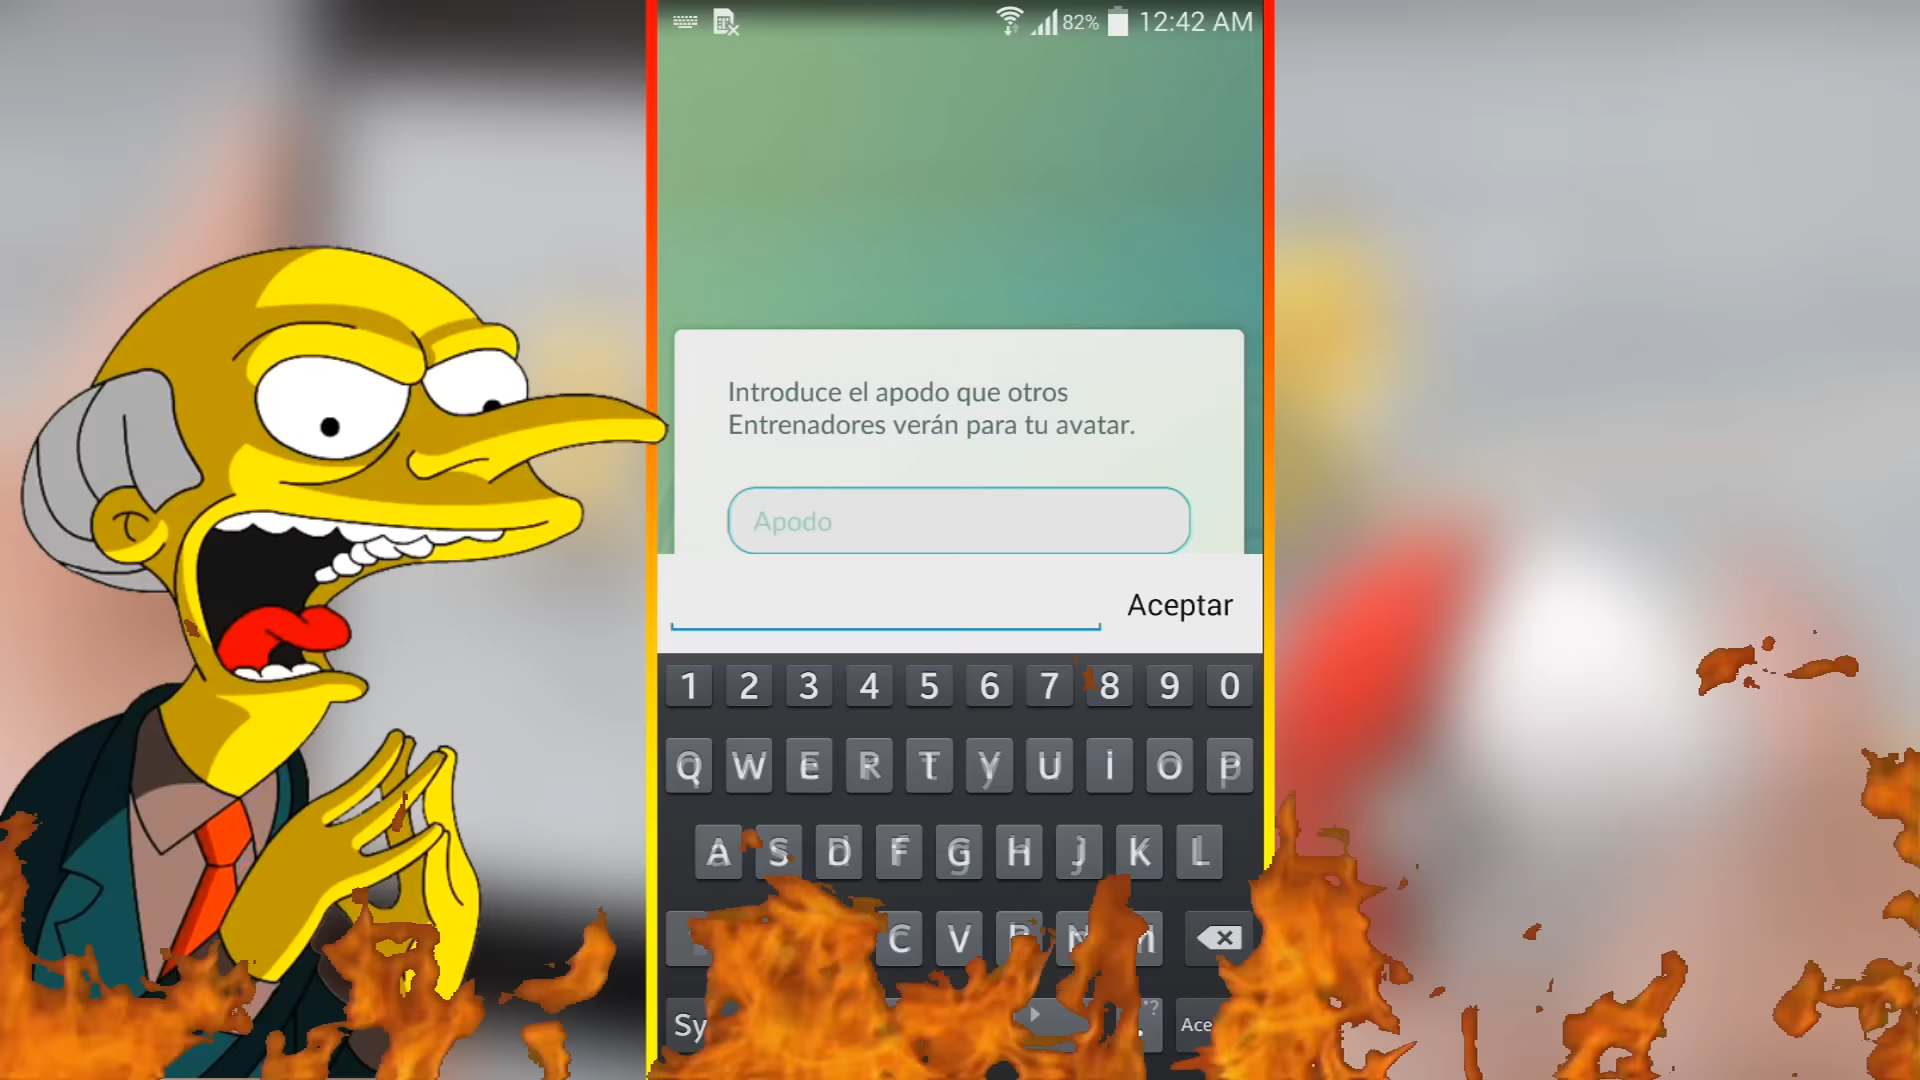 82% 12:42 AM
Introduce el apodo que otros
Entrenadores verán para tu avatar.
Apodo
Aceptar
1 2 3 4 5 6 7 8 9 0
Q W E R T Y U I O P
A S D F G H J K L
C V B N M
Sy .?